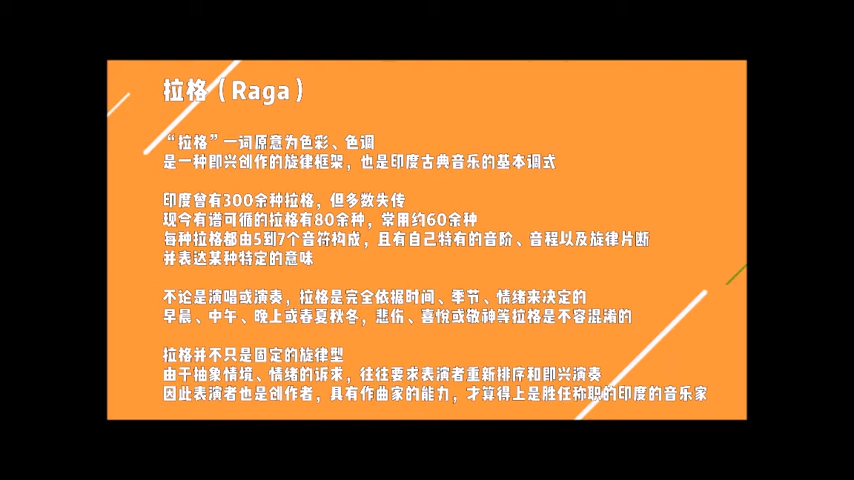 拉格（Raga）
“拉格”一词原意为色彩、色调
是一种即兴创作的旋律框架，也是印度古典音乐的基本调式
印度曾有300余种拉格，但多数失传
现今有谱可循的拉格有80余种，常用约60余种
每种拉格都由5到7个音符构成，且有自己特有的音阶、音程以及旋律片断
并表达某种特定的意味
不论是演唱或演奏，拉格是完全依据时间、季节、情绪来决定的
早晨、中午、晚上或春夏秋冬，悲伤、喜悦或敬神等拉格是不容混淆的
拉格并不只是固定的旋律型
由于抽象情境、情绪的诉求，往往要求表演者重新排序和即兴演奏
因此表演者也是创作者，具有作曲家的能力，才算得上是胜任称职的印度的音乐家